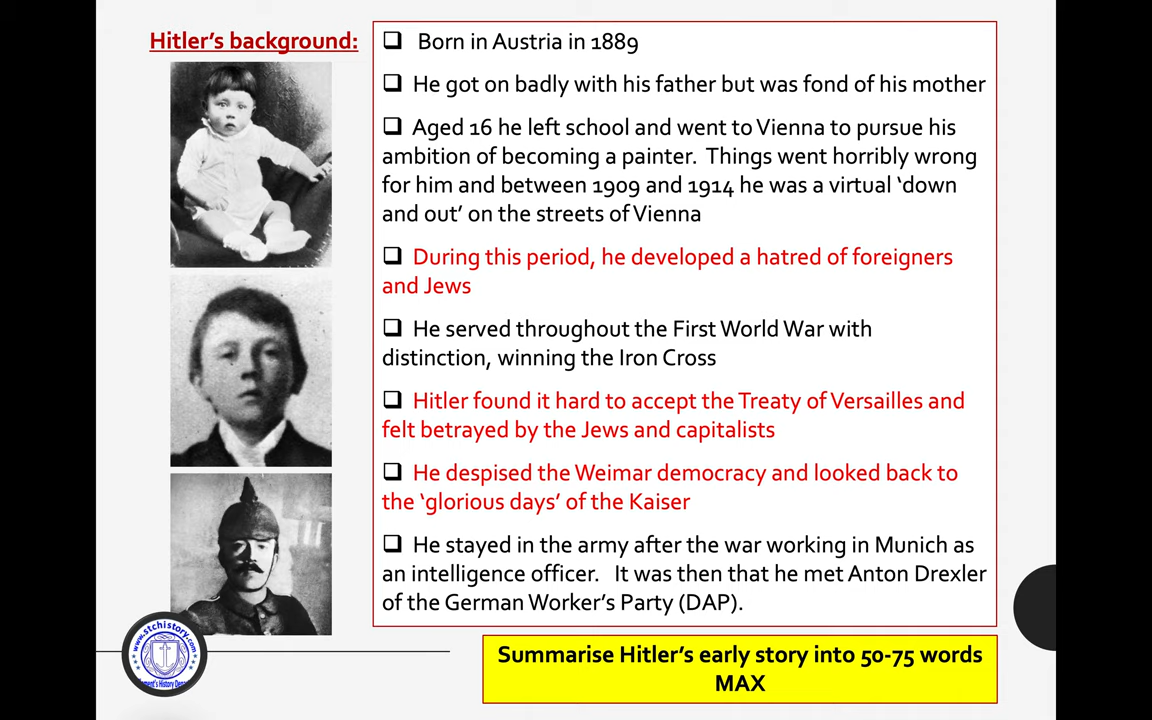 Hitler's background:
❑ Born in Austria in 1889
❑ He got on badly with his father but was fond of his mother
❑ Aged 16 he left school and went to Vienna to pursue his
ambition of becoming a painter. Things went horribly wrong
for him and between 1909 and 1914 he was a virtual 'down
and out' on the streets of Vienna
❑ During this period, he developed a hatred of foreigners
and Jews
❑ He served throughout the First World War with
distinction, winning the Iron Cross
❑ Hitler found it hard to accept the Treaty of Versailles and
felt betrayed by the Jews and capitalists
❑ He despised the Weimar democracy and looked back to
the 'glorious days' of the Kaiser
❑ He stayed in the army after the war working in Munich as
an intelligence officer. It was then that he met Anton Drexler
of the German Worker's Party (DAP).
www.stchistory.com
History
Summarise Hitler's early story into 50-75 words
MAX